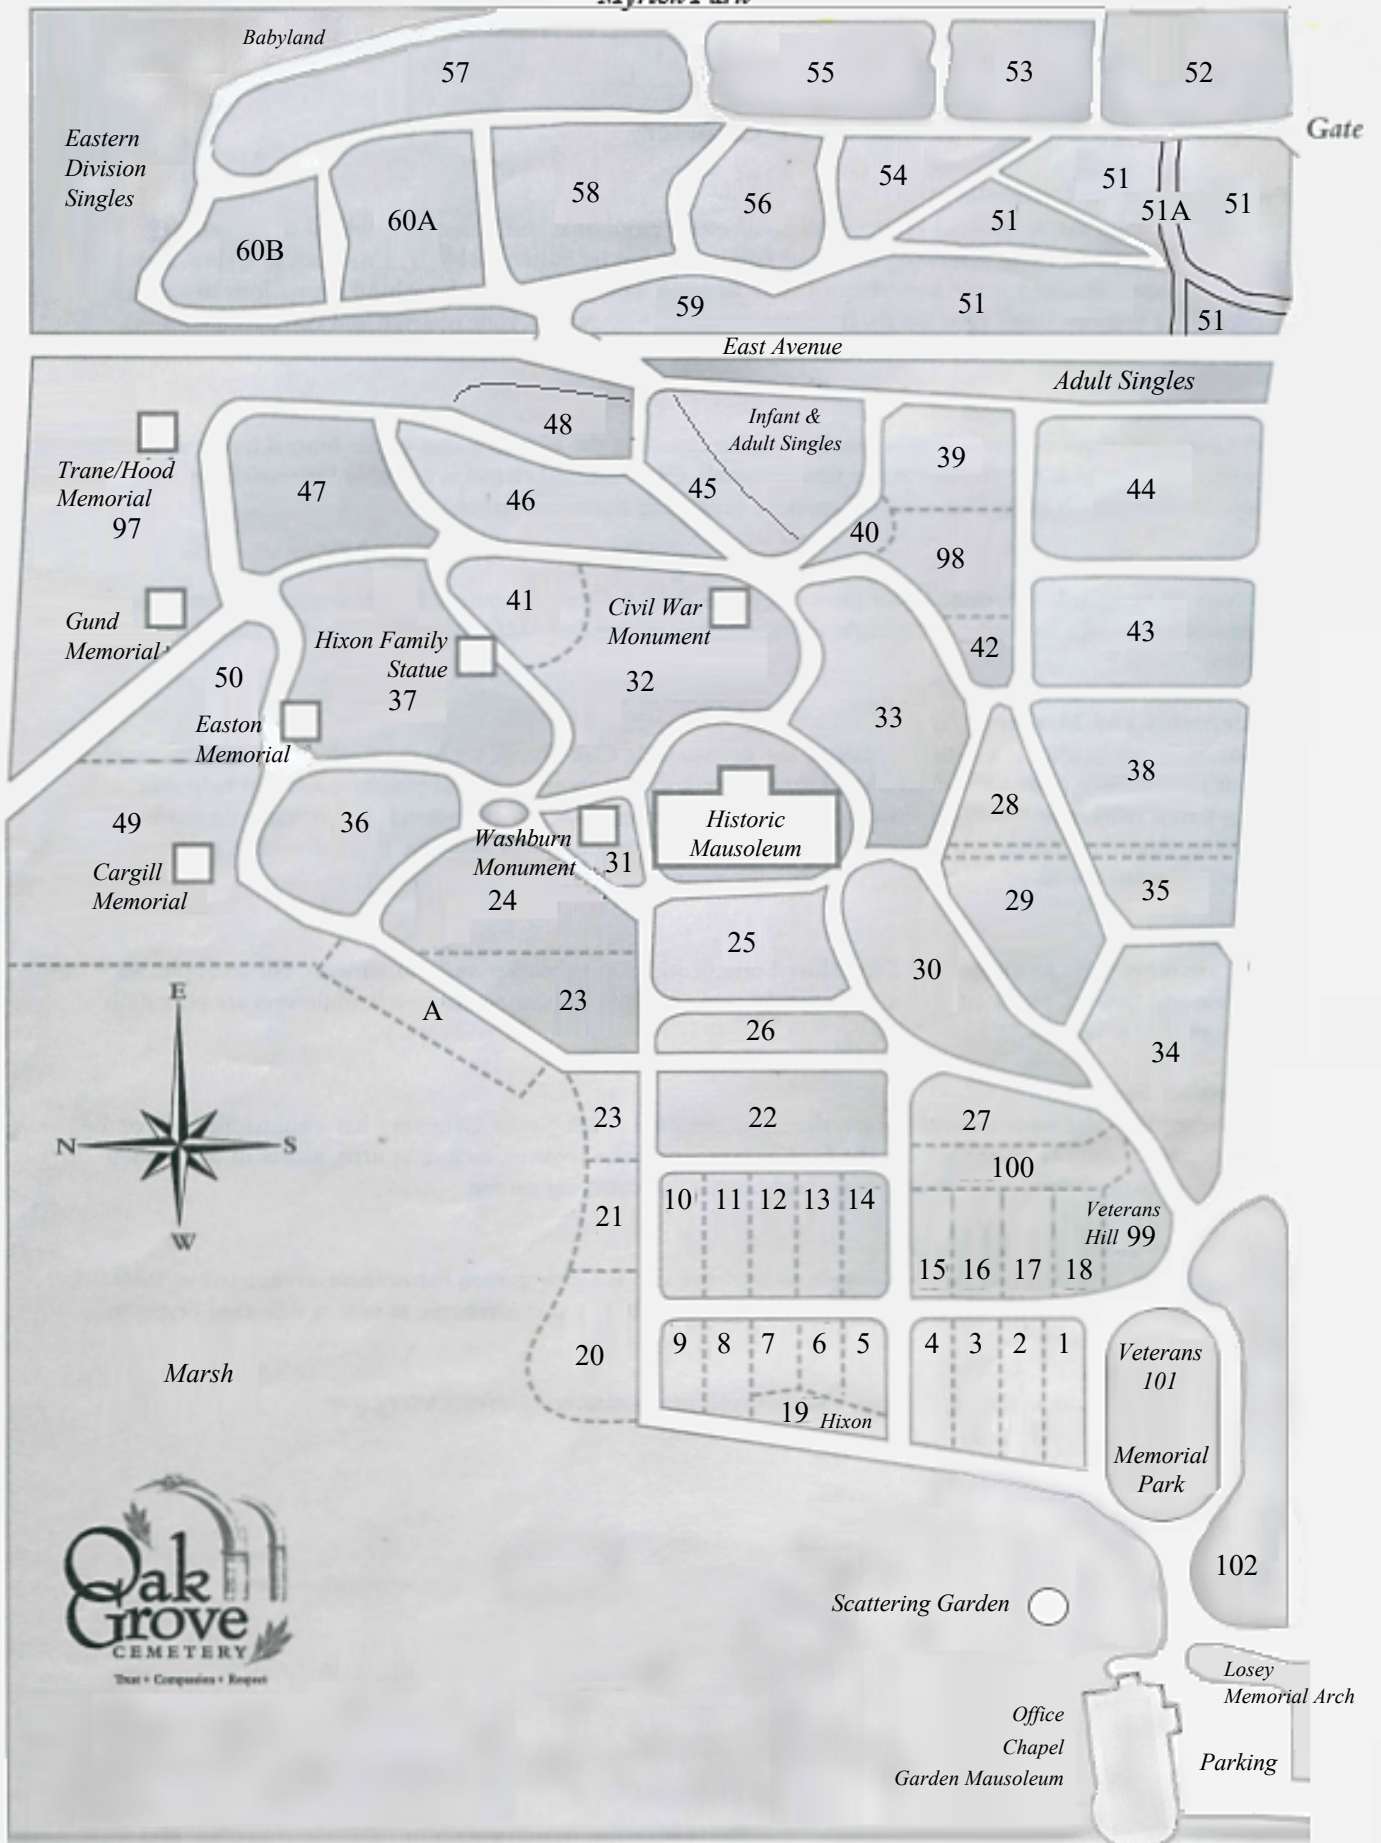 Babyland
57
55
53
52
Gate
Eastern
Division
Singles
60B
60A
58
56
54
51
51
51A
51
59
51
51
East Avenue
Adult Singles
Trane/Hood
Memorial
97
47
48
46
45
Infant &
Adult Singles
39
40
98
42
44
43
Gund
Memorial
50
Hixon Family
Statue
37
41
Civil War
Monument
32
33
Easton
Memorial
38
28
49
36
Cargill
Memorial
Washburn
Monument
31
Historic
Mausoleum
24
25
29
35
30
E
N
S
W
A
23
26
34
23
22
27
100
21
10
11
12
13
14
15
16
17
18
Veterans
Hill 99
20
9
8
7
6
5
4
3
2
1
19 Hixon
Veterans
101
Memorial
Park
Marsh
102
Oak
Grove
CEMETERY
Trust • Compassion • Respect
Scattering Garden
Losey
Memorial Arch
Office
Chapel
Garden Mausoleum
Parking